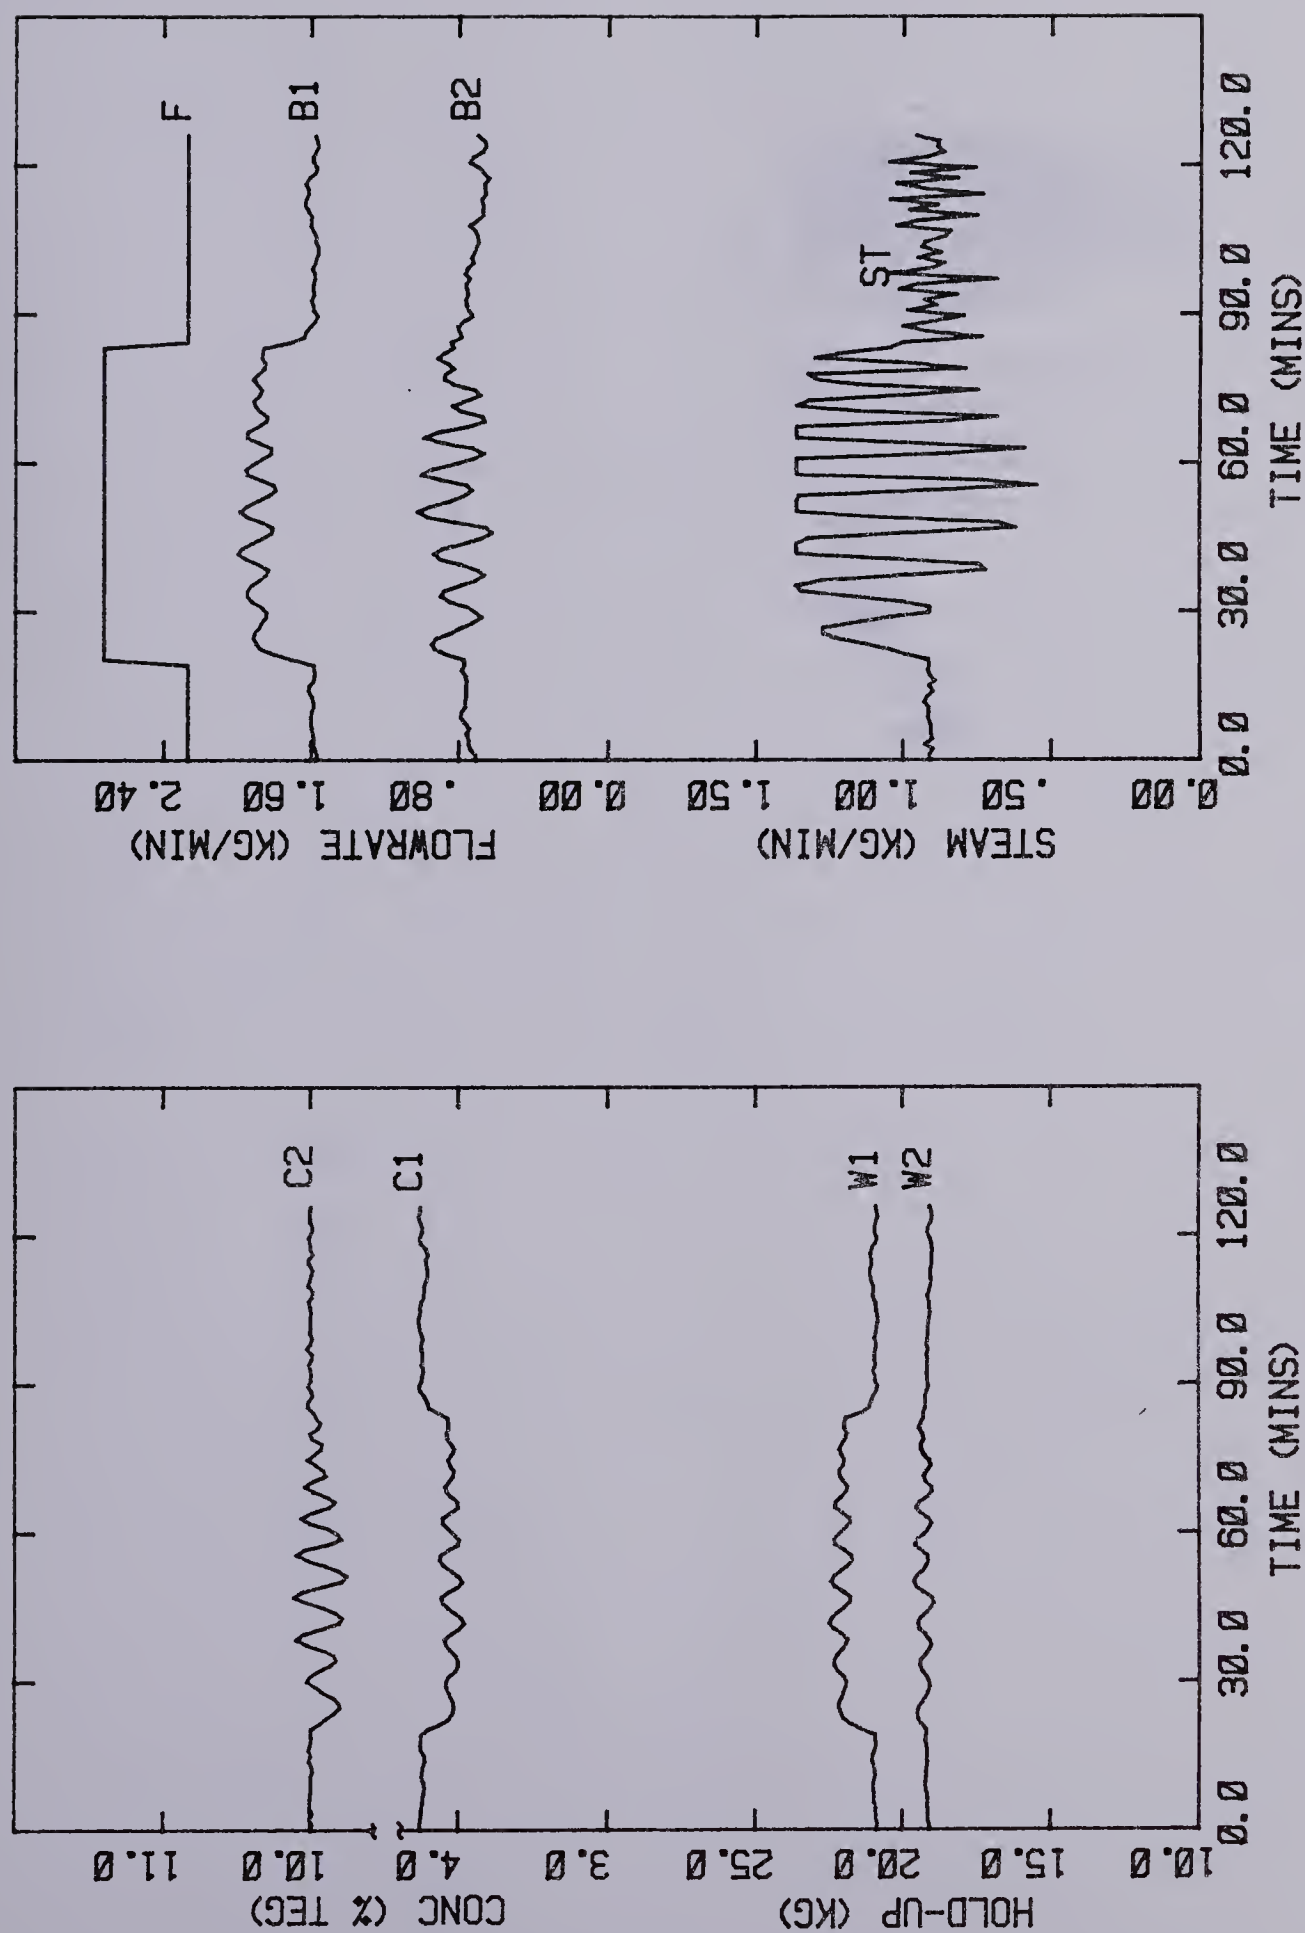 CONC (% TEG)
11.0
10.0
4.0
3.0
C2
C1
HOLD-UP (KG)
25.0
20.0
15.0
10.0
W1
W2
0.0 30.0 60.0 90.0 120.0
TIME (MINS)
FLOWRATE (KG/MIN)
2.40
1.60
.80
0.00
F
B1
B2
STEAM (KG/MIN)
1.50
1.00
.50
0.00
ST
0.0 30.0 60.0 90.0 120.0
TIME (MINS)